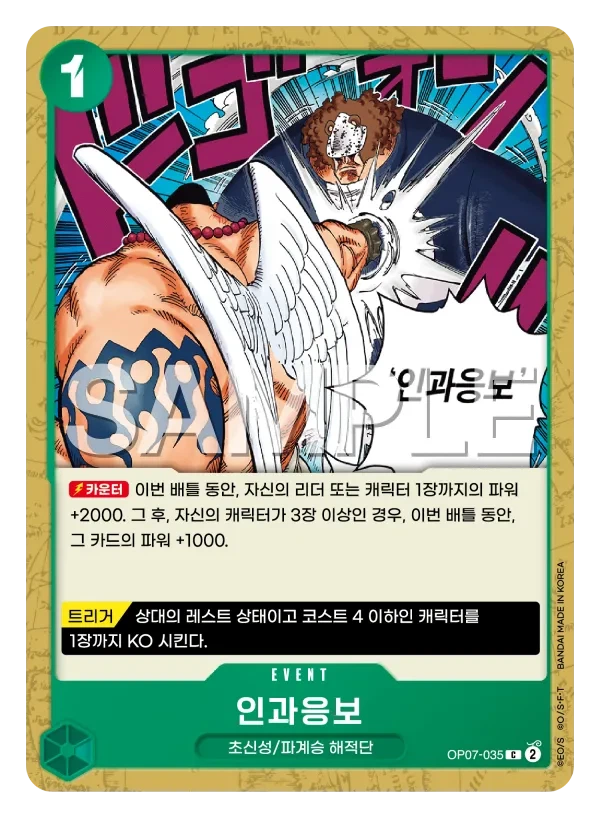 1
ドドゴオン
'인과응보'
SAMPLE
카운터 이번 배틀 동안, 자신의 리더 또는 캐릭터 1장까지의 파워
+2000. 그 후, 자신의 캐릭터가 3장 이상인 경우, 이번 배틀 동안,
그 카드의 파워 +1000.
트리거 상대의 레스트 상태이고 코스트 4 이하인 캐릭터를
1장까지 KO 시킨다.
EVENT
인과응보
초신성/파계승 해적단
OP07-035 C 2
©EO/S ©O/S·F·T BANDAI MADE IN KOREA